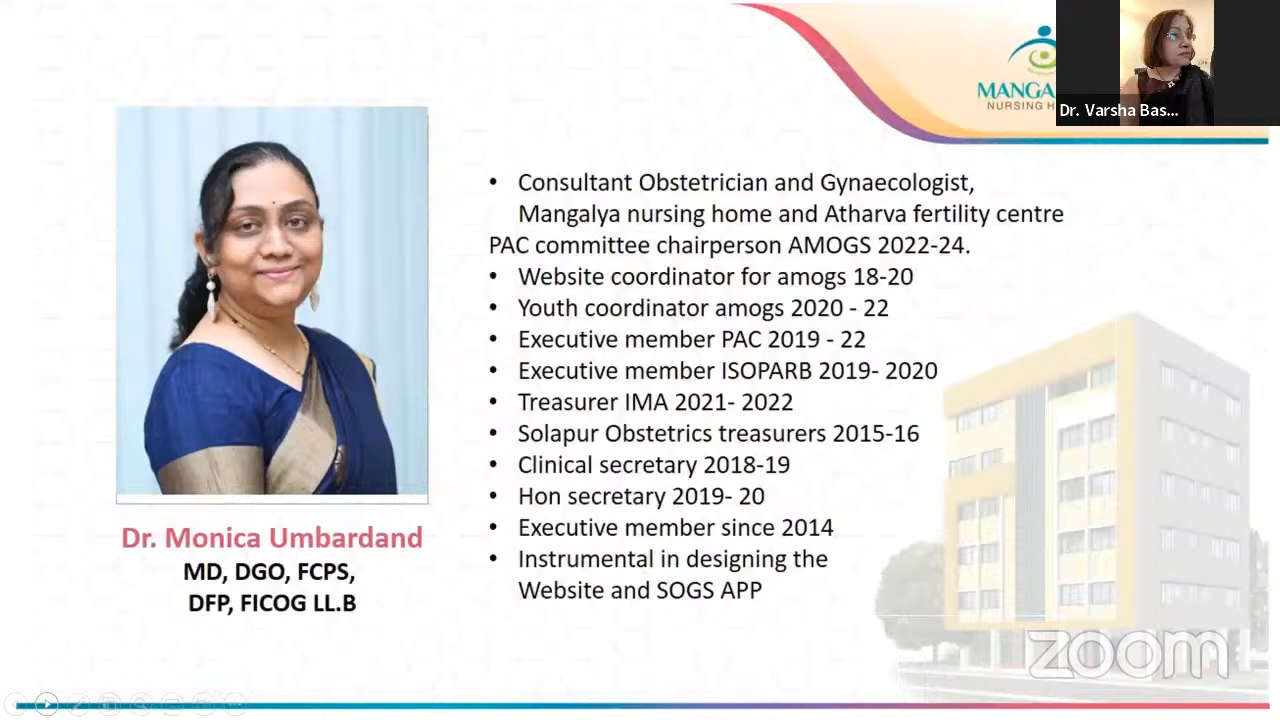 MANGA
NURSING H
Dr. Varsha Bas...
• Consultant Obstetrician and Gynaecologist,
Mangalya nursing home and Atharva fertility centre
PAC committee chairperson AMOGS 2022-24.
• Website coordinator for amogs 18-20
• Youth coordinator amogs 2020 - 22
• Executive member PAC 2019 - 22
• Executive member ISOPARB 2019- 2020
• Treasurer IMA 2021- 2022
• Solapur Obstetrics treasurers 2015-16
• Clinical secretary 2018-19
• Hon secretary 2019- 20
• Executive member since 2014
• Instrumental in designing the
Website and SOGS APP
Dr. Monica Umbardand
MD, DGO, FCPS,
DFP, FICOG LL.B
zoom